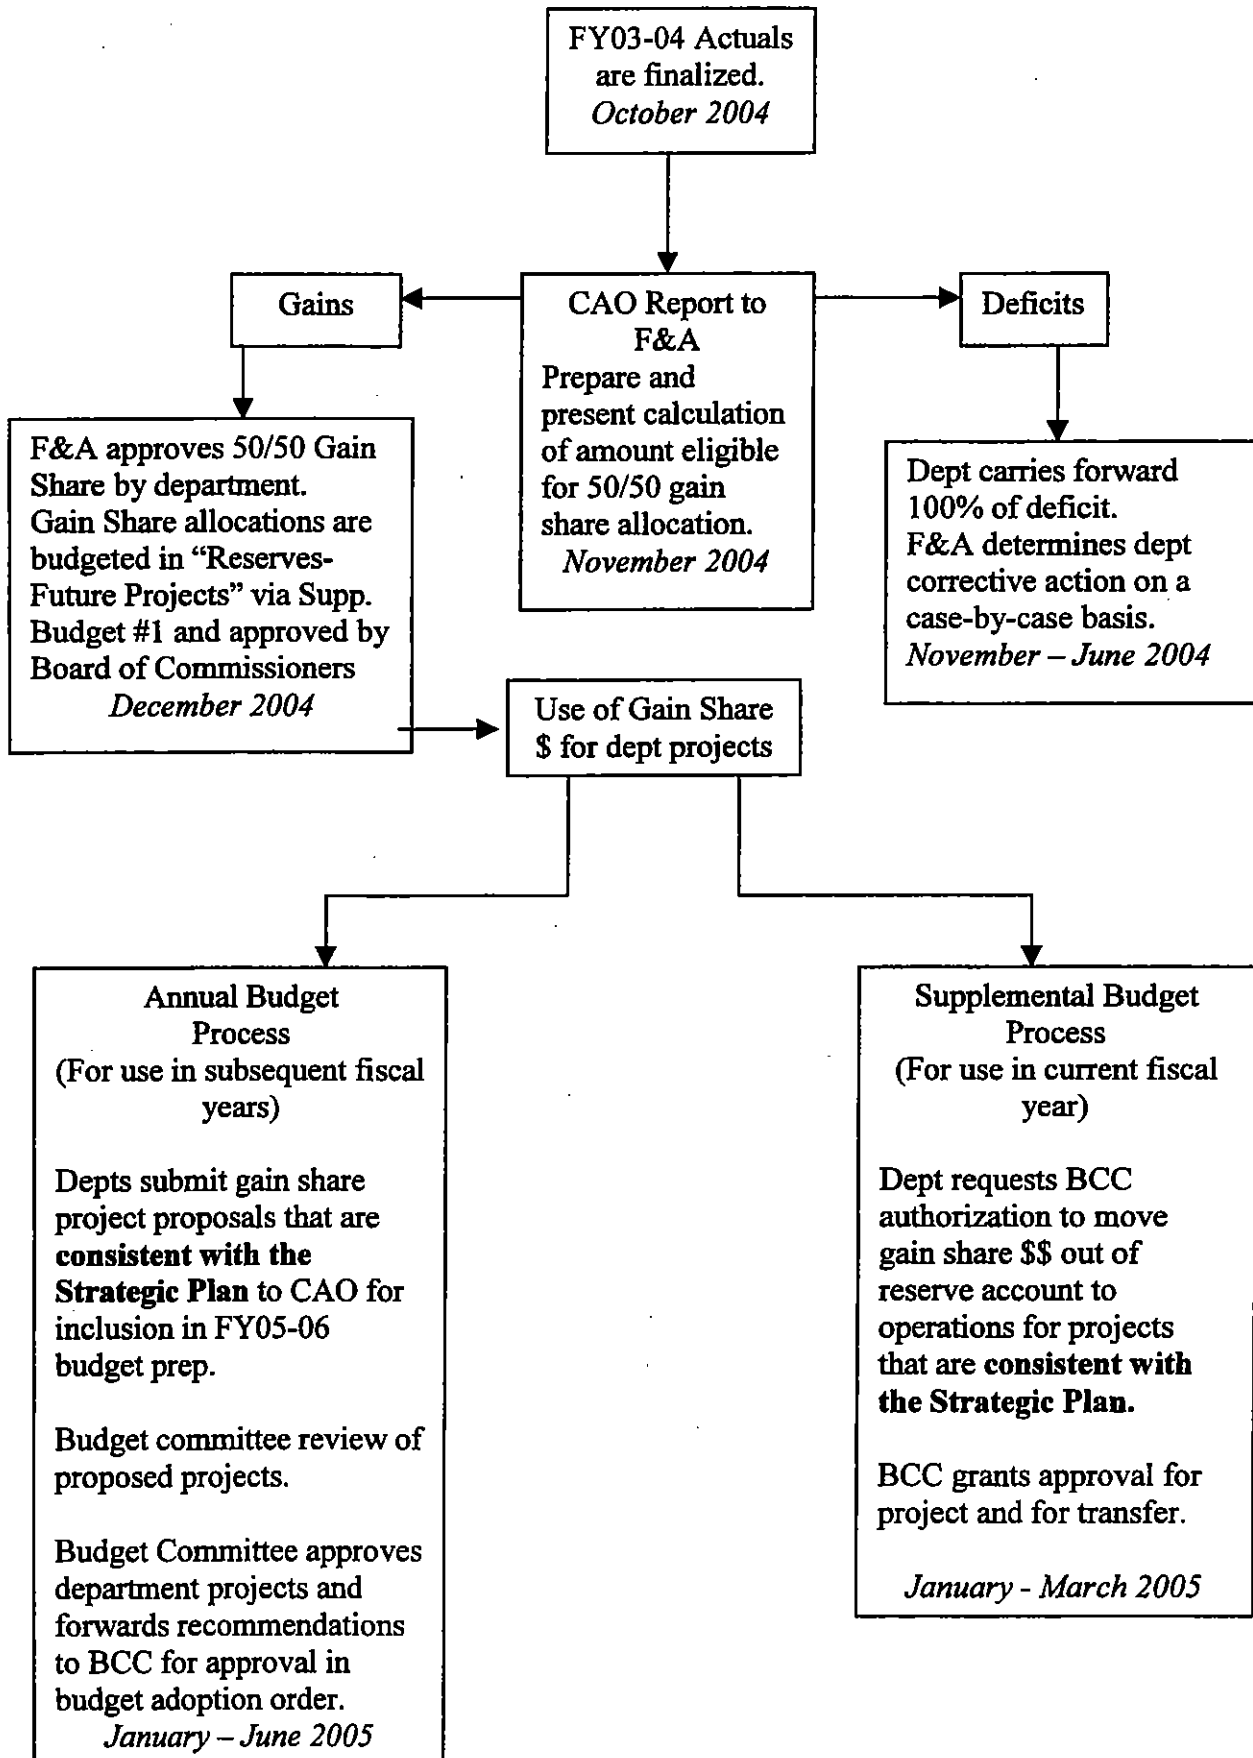 FY03-04 Actuals
are finalized.
October 2004
Gains
CAO Report to
F&A
Prepare and
present calculation
of amount eligible
for 50/50 gain
share allocation.
November 2004
Deficits
F&A approves 50/50 Gain
Share by department.
Gain Share allocations are
budgeted in “Reserves-
Future Projects” via Supp.
Budget #1 and approved by
Board of Commissioners
December 2004
Dept carries forward
100% of deficit.
F&A determines dept
corrective action on a
case-by-case basis.
November – June 2004
Use of Gain Share
$ for dept projects
Annual Budget
Process
(For use in subsequent fiscal
years)
Depts submit gain share
project proposals that are
consistent with the
Strategic Plan to CAO for
inclusion in FY05-06
budget prep.
Budget committee review of
proposed projects.
Budget Committee approves
department projects and
forwards recommendations
to BCC for approval in
budget adoption order.
January – June 2005
Supplemental Budget
Process
(For use in current fiscal
year)
Dept requests BCC
authorization to move
gain share $$ out of
reserve account to
operations for projects
that are consistent with
the Strategic Plan.
BCC grants approval for
project and for transfer.
January - March 2005